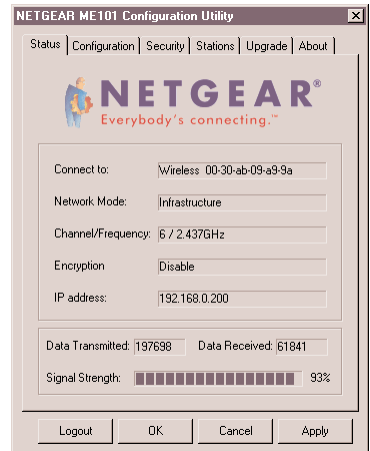 NETGEAR ME101 Configuration Utility
Status Configuration Security Stations Upgrade About
NETGEAR®
Everybody's connecting.™
Connect to: Wireless 00-30-ab-09-a9-9a
Network Mode: Infrastructure
Channel/Frequency: 6 / 2.437GHz
Encryption Disable
IP address: 192.168.0.200
Data Transmitted: 197698 Data Received: 61841
Signal Strength: 93%
Logout OK Cancel Apply